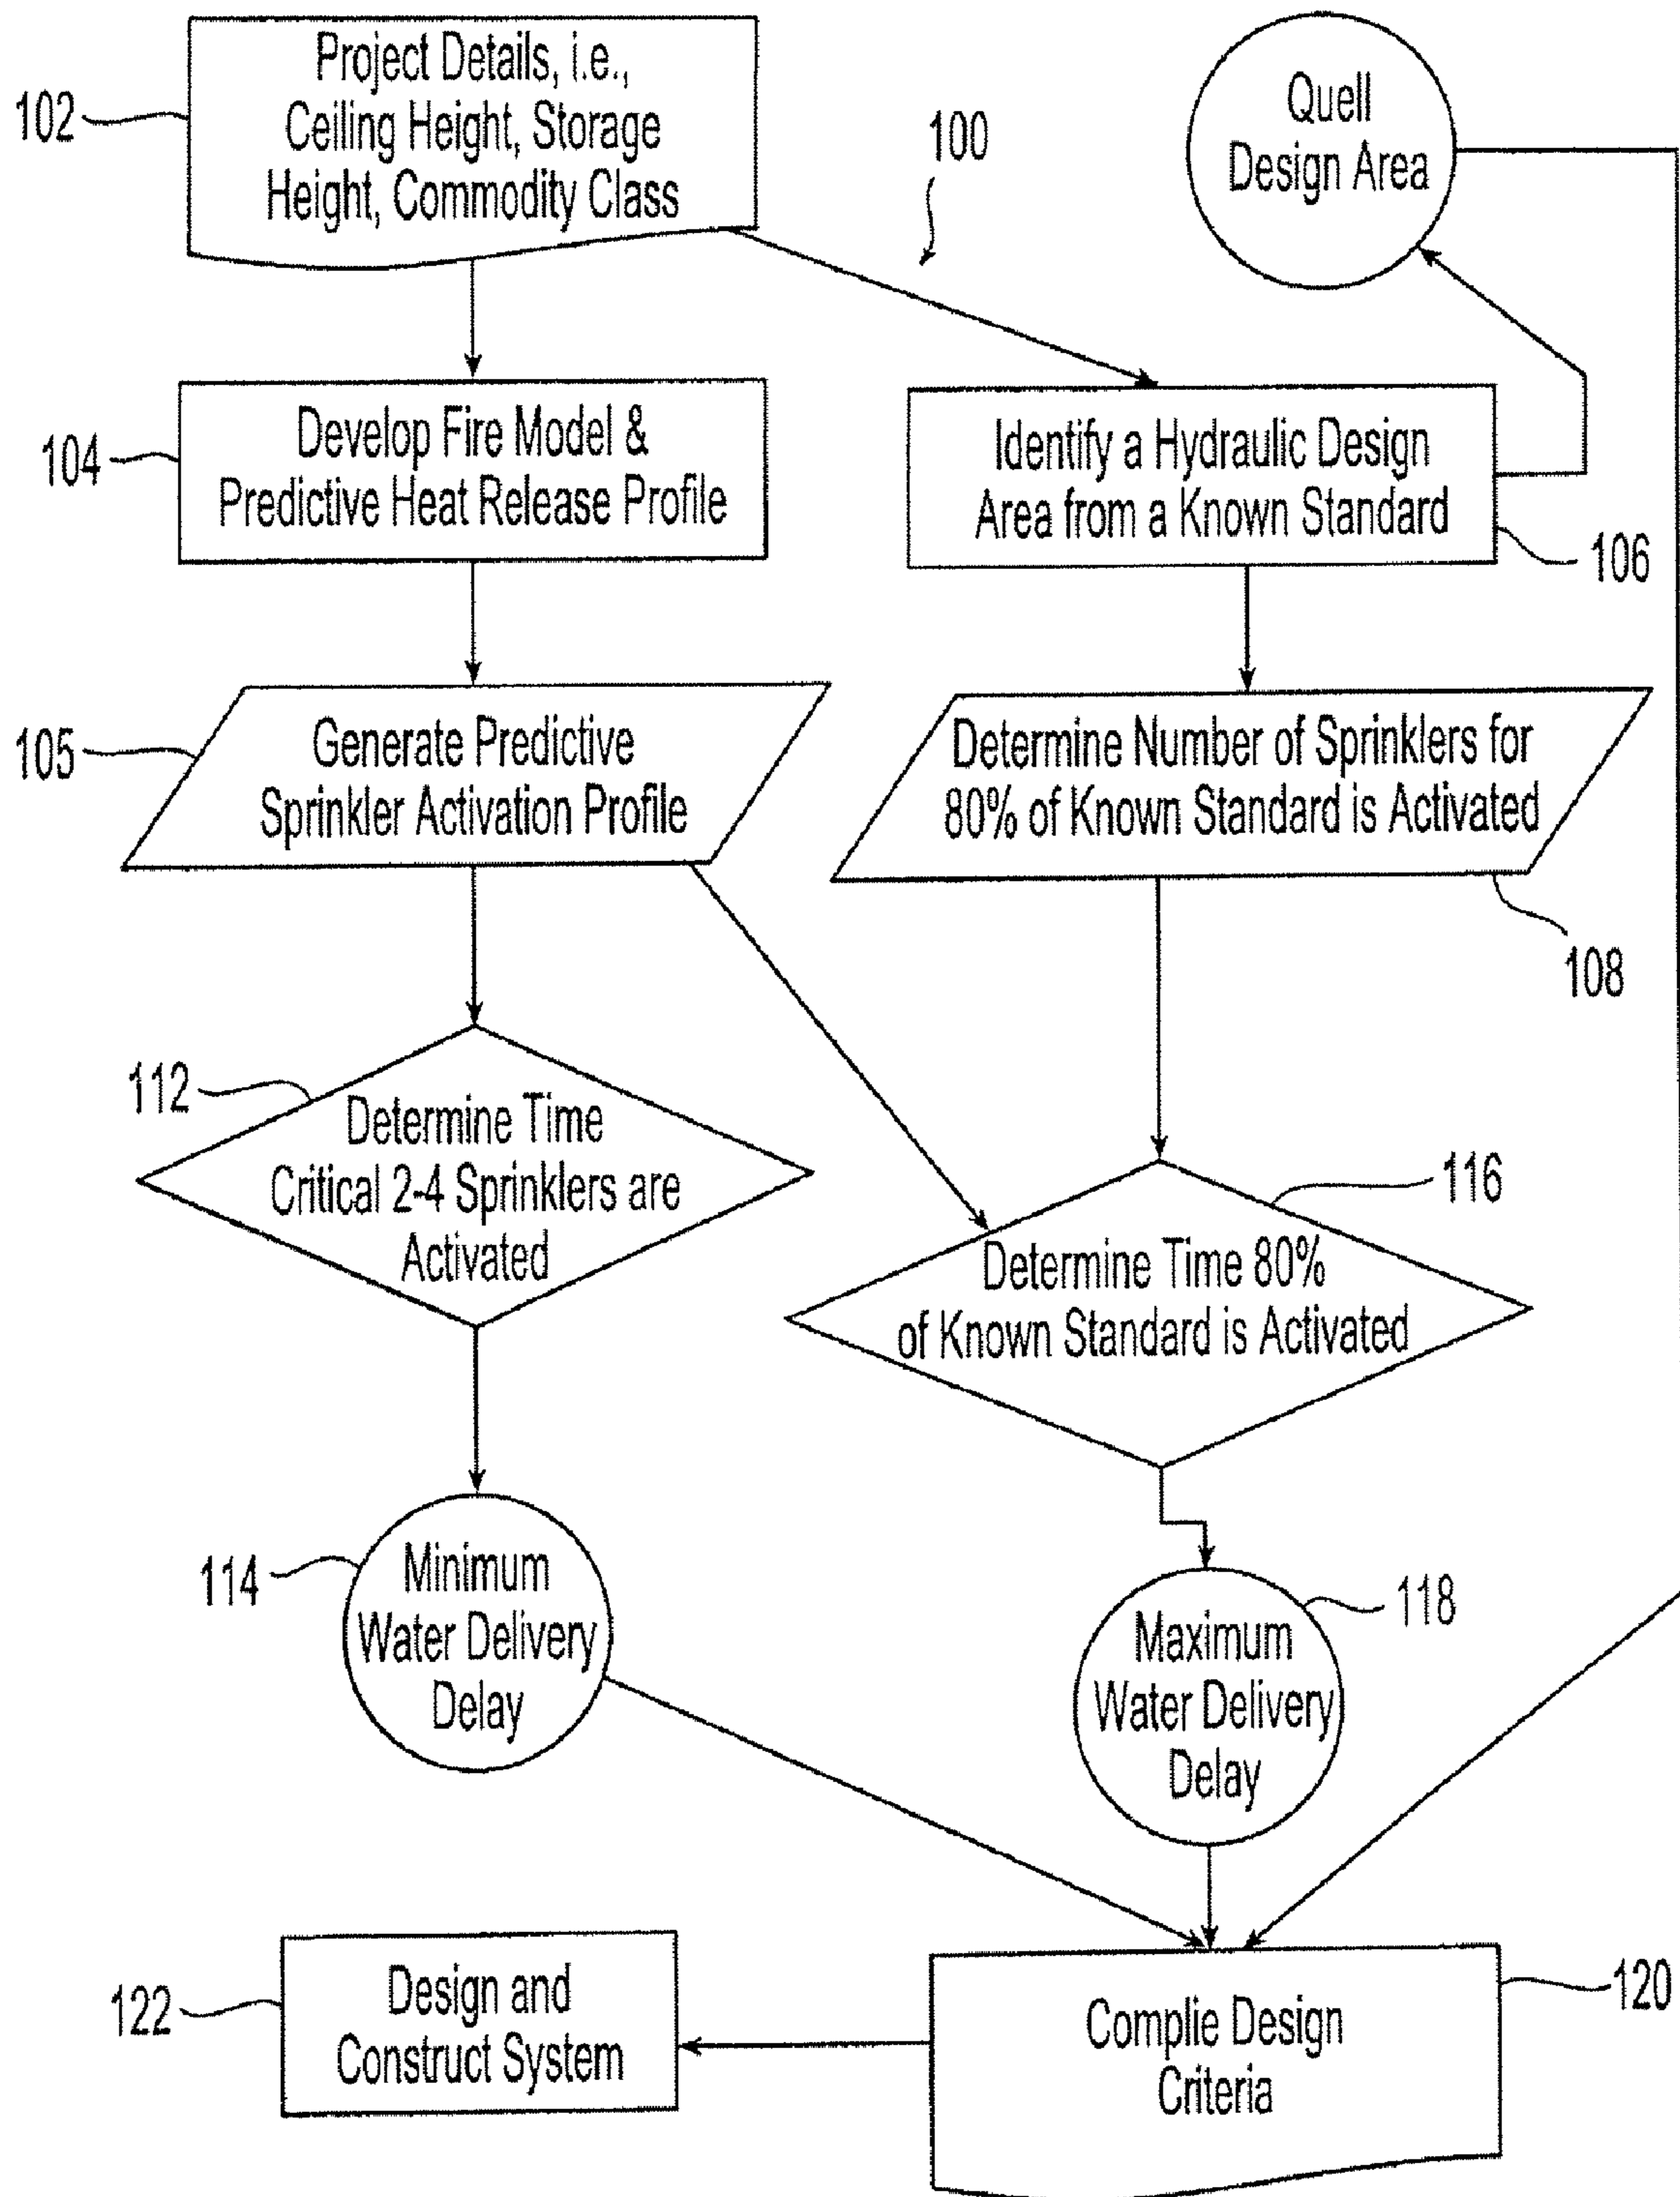 102
Project Details, i.e.,
Ceiling Height, Storage
Height, Commodity Class
100
Quell
Design Area
104
Develop Fire Model &
Predictive Heat Release Profile
Identify a Hydraulic Design
Area from a Known Standard
106
105
Generate Predictive
Sprinkler Activation Profile
Determine Number of Sprinklers for
80% of Known Standard is Activated
108
112
Determine Time
Critical 2-4 Sprinklers are
Activated
116
Determine Time 80%
of Known Standard is Activated
114
Minimum
Water Delivery
Delay
118
Maximum
Water Delivery
Delay
122
Design and
Construct System
120
Complie Design
Criteria